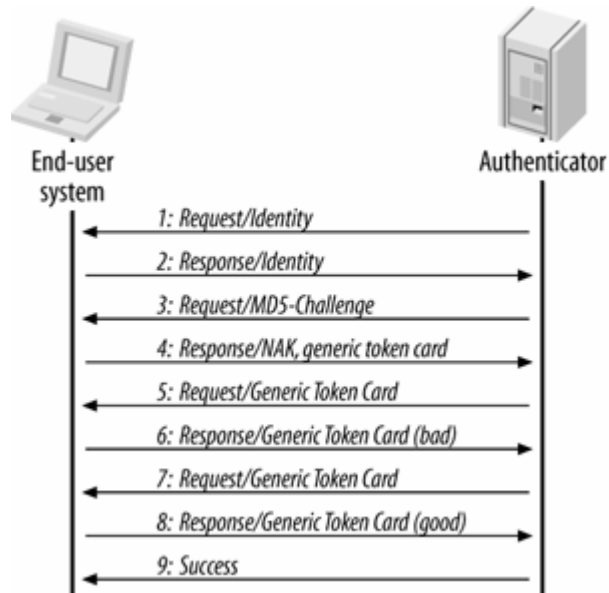 End-user
system
Authenticator
1: Request/Identity
2: Response/Identity
3: Request/MD5-Challenge
4: Response/NAK, generic token card
5: Request/Generic Token Card
6: Response/Generic Token Card (bad)
7: Request/Generic Token Card
8: Response/Generic Token Card (good)
9: Success